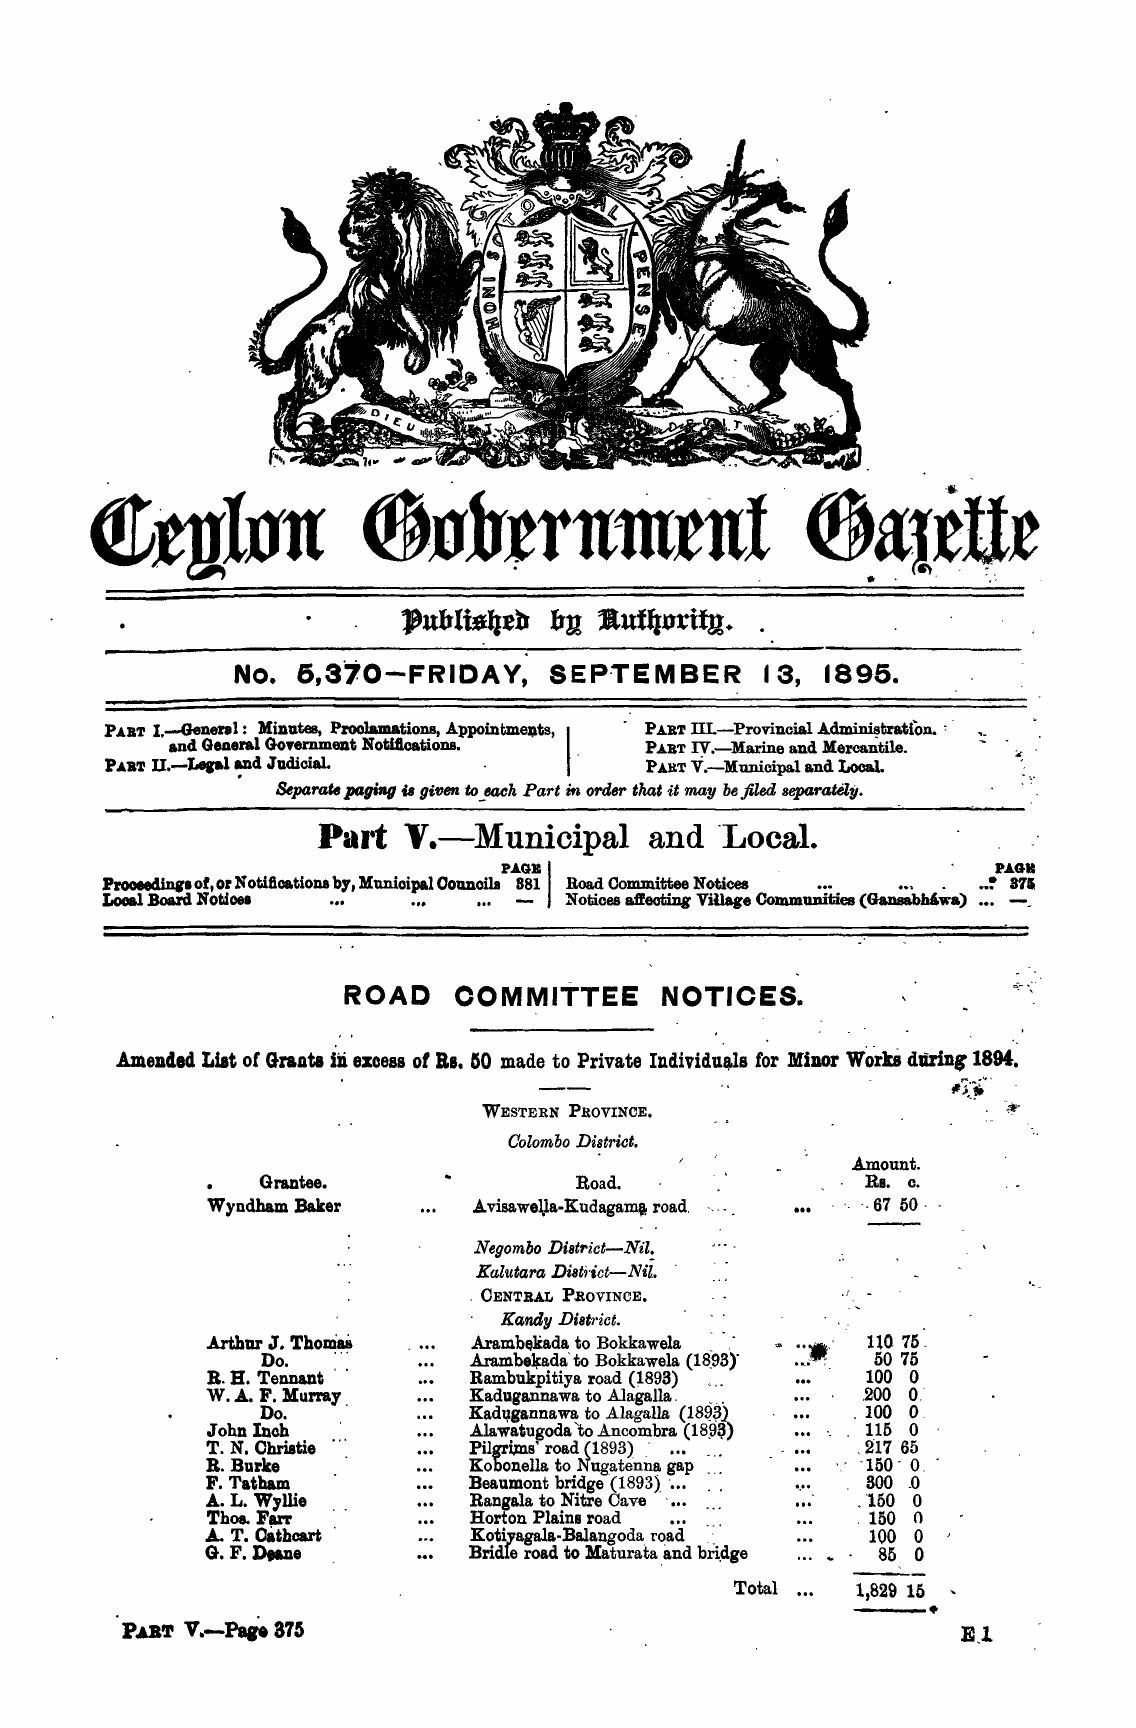 HONI SOIT QUI MAL Y PENSE
DIEU DROIT
Ceylon Government Gazette
Published by Authority.
No. 5,370—FRIDAY, SEPTEMBER 13, 1895.
PART I.—General: Minutes, Proclamations, Appointments, and General Government Notifications.
PART II.—Legal and Judicial.
PART III.—Provincial Administration.
PART IV.—Marine and Mercantile.
PART V.—Municipal and Local.
Separate paging is given to each Part in order that it may be filed separately.
Part V.—Municipal and Local.
PAGE
Proceedings of, or Notifications by, Municipal Councils 381
Local Board Notices ... ... ... —
PAGE
Road Committee Notices ... ... ... 375
Notices affecting Village Communities (Gansabháwa) ... —
ROAD COMMITTEE NOTICES.
Amended List of Grants in excess of Rs. 50 made to Private Individuals for Minor Works during 1894.
WESTERN PROVINCE.
Colombo District.
Amount.
Grantee. Road. Rs. c.
Wyndham Baker ... Avisawella-Kudagama road ... 67 50
Negombo District—Nil.
Kalutara District—Nil.
CENTRAL PROVINCE.
Kandy District.
Arthur J. Thomas ... Arambekada to Bokkawela ... 110 75
Do. ... Arambekada to Bokkawela (1893) ... 50 75
R. H. Tennant ... Rambukpitiya road (1893) ... 100 0
W. A. F. Murray ... Kadugannawa to Alagalla ... 200 0
Do. ... Kadugannawa to Alagalla (1893) ... 100 0
John Inch ... Alawatugoda to Ancombra (1893) ... 115 0
T. N. Christie ... Pilgrims' road (1893) ... ... 217 65
R. Burke ... Kobonella to Nugatenna gap ... 150 0
F. Tatham ... Beaumont bridge (1893) ... ... 300 0
A. L. Wyllie ... Rangala to Nitre Cave ... ... 150 0
Thos. Farr ... Horton Plains road ... ... 150 0
A. T. Cathcart ... Kotiyagala-Balangoda road ... 100 0
G. F. Deane ... Bridle road to Maturata and bridge ... 85 0
Total ... 1,829 15
PART V.—Page 375
E 1